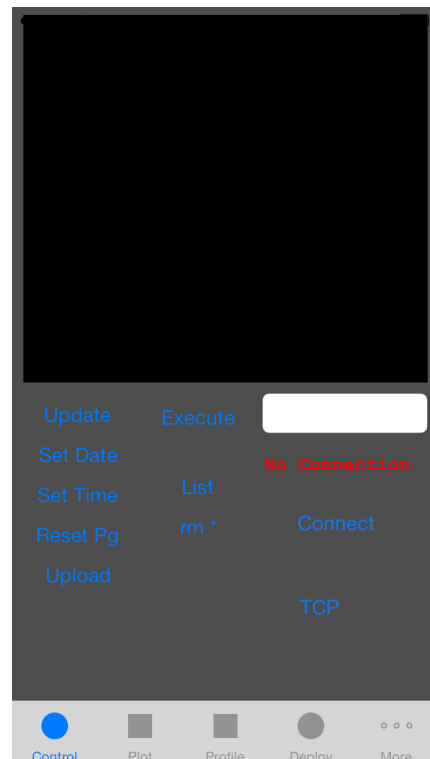 Update
Execute
Set Date
No Connection
Set Time
List
Reset Pg
rm *
Connect
Upload
TCP
Control
Plot
Profile
Deploy
More